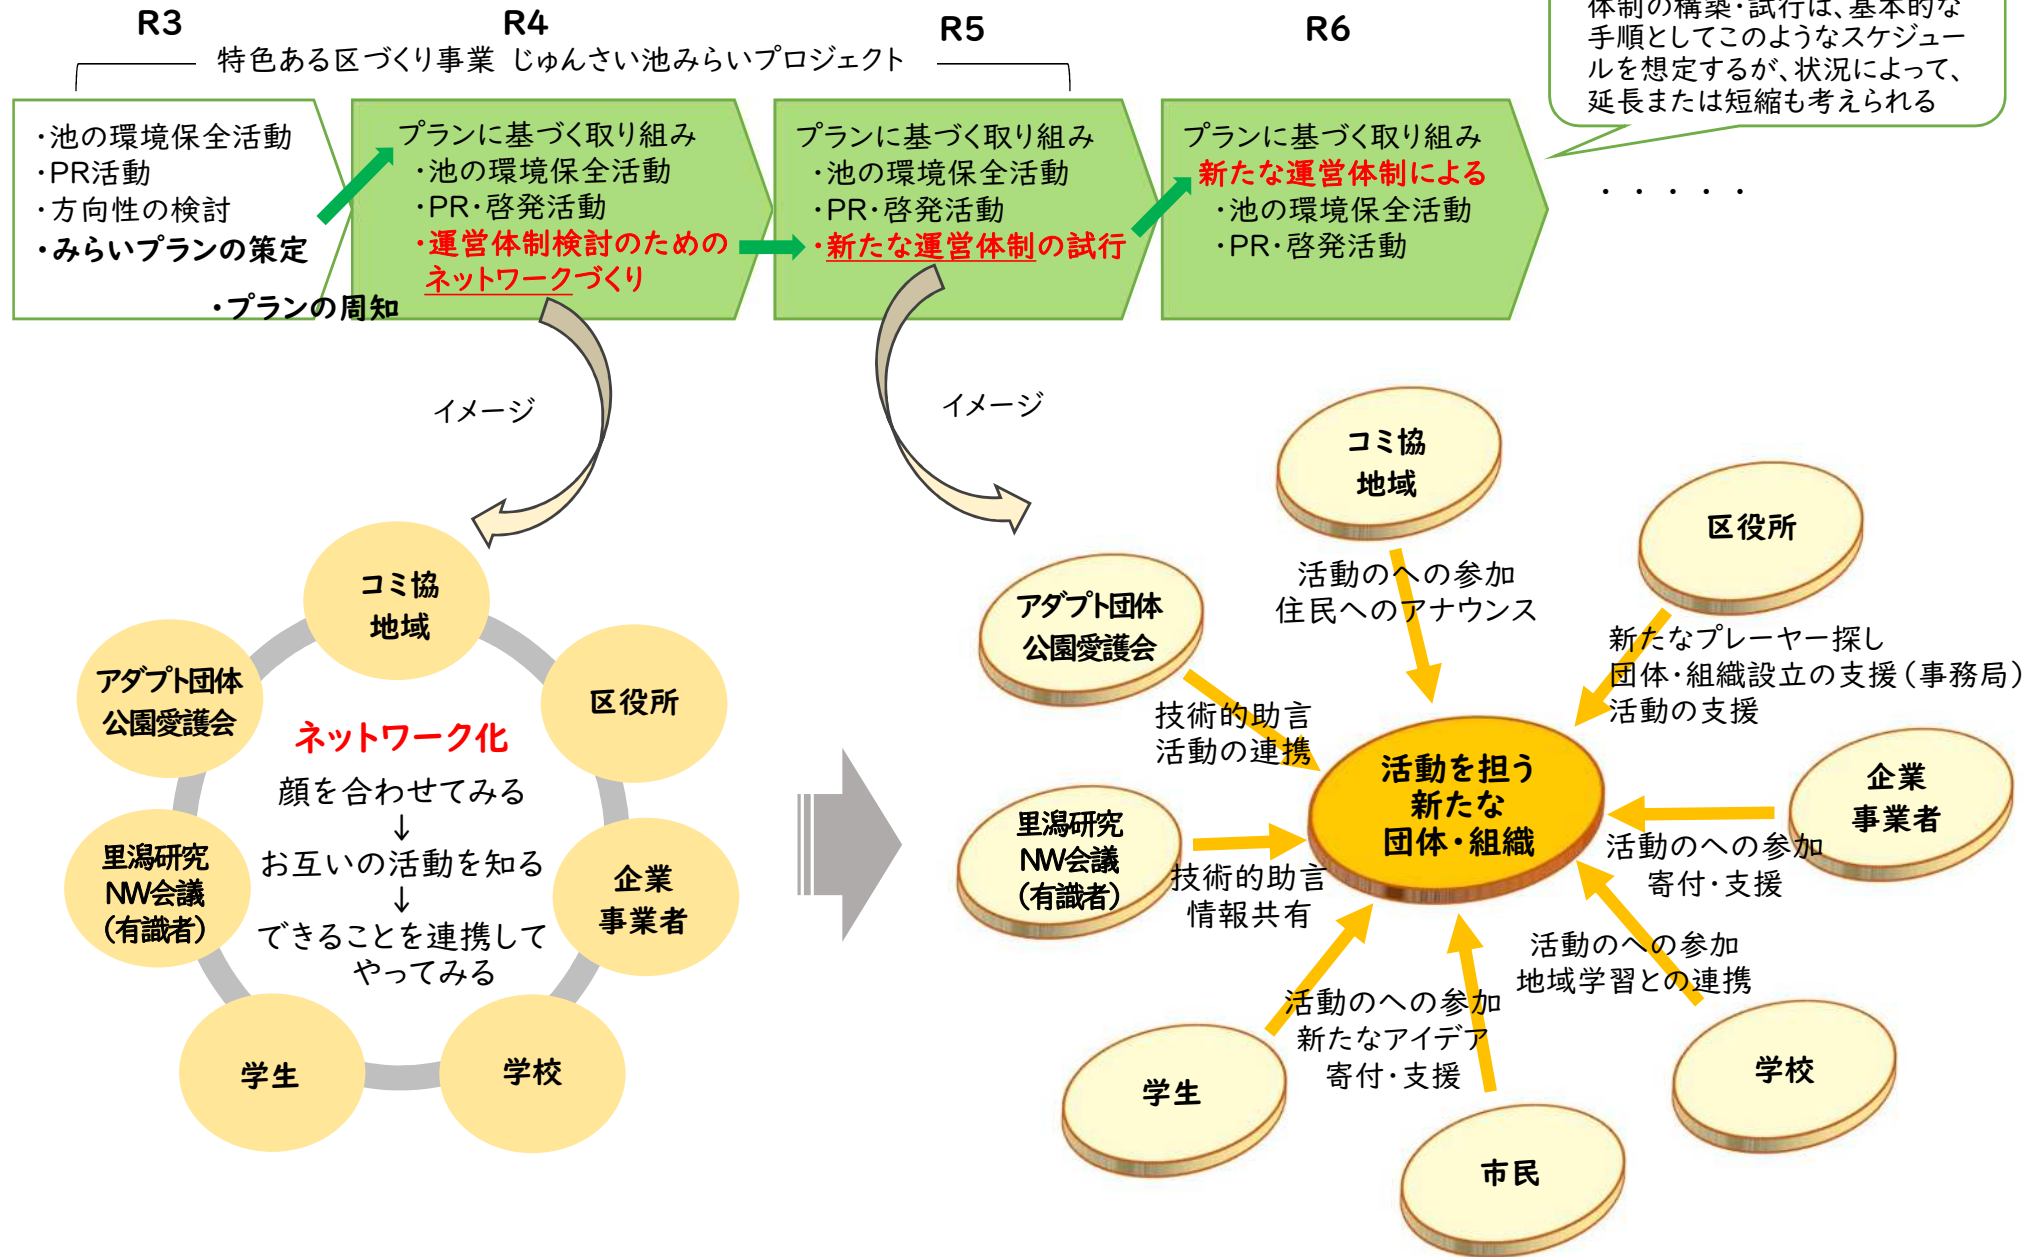 R3
R4
R5
R6
特色ある区づくり事業 じゅんさい池みらいプロジェクト
体制の構築・試行は、基本的な
手順としてこのようなスケジュー
ルを想定するが、状況によって、
延長または短縮も考えられる
・池の環境保全活動
・PR活動
・方向性の検討
・みらいプランの策定
・プランの周知
プランに基づく取り組み
・池の環境保全活動
・PR・啓発活動
・運営体制検討のための
ネットワークづくり
プランに基づく取り組み
・池の環境保全活動
・PR・啓発活動
・新たな運営体制の試行
プランに基づく取り組み
新たな運営体制による
・池の環境保全活動
・PR・啓発活動
・・・・・
イメージ
イメージ
コミ協
地域
アダプト団体
公園愛護会
区役所
里潟研究
NW会議
(有識者)
企業
事業者
学生
学校
ネットワーク化
顔を合わせてみる
↓
お互いの活動を知る
↓
できることを連携して
やってみる
コミ協
地域
活動のへの参加
住民へのアナウンス
区役所
新たなプレーヤー探し
団体・組織設立の支援(事務局)
活動の支援
アダプト団体
公園愛護会
技術的助言
活動の連携
活動を担う
新たな
団体・組織
企業
事業者
活動のへの参加
寄付・支援
里潟研究
NW会議
(有識者)
技術的助言
情報共有
活動のへの参加
地域学習との連携
学校
活動のへの参加
新たなアイデア
寄付・支援
学生
市民